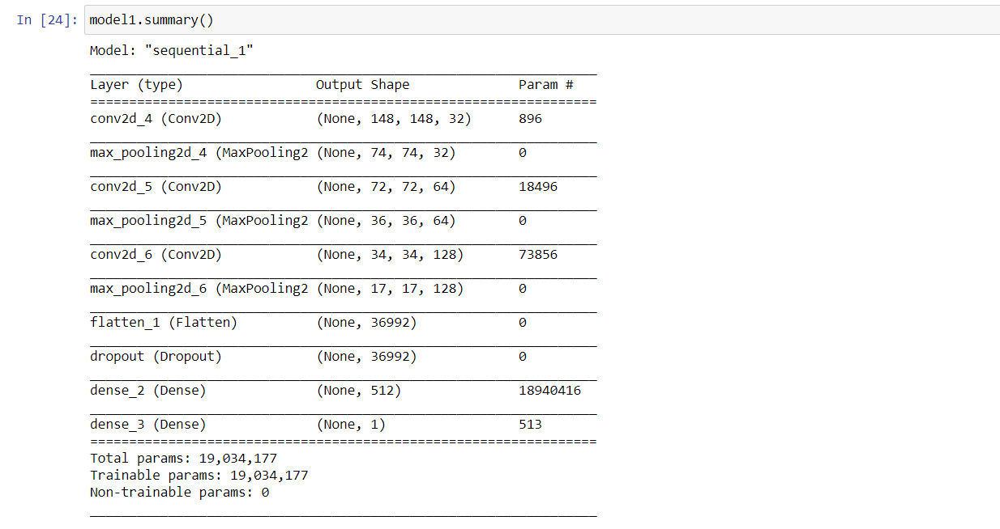 In [24]: model1.summary()
Model: "sequential_1"
_________________________________________________________________
Layer (type)                 Output Shape              Param #
=================================================================
conv2d_4 (Conv2D)            (None, 148, 148, 32)      896
_________________________________________________________________
max_pooling2d_4 (MaxPooling2 (None, 74, 74, 32)        0
_________________________________________________________________
conv2d_5 (Conv2D)            (None, 72, 72, 64)        18496
_________________________________________________________________
max_pooling2d_5 (MaxPooling2 (None, 36, 36, 64)        0
_________________________________________________________________
conv2d_6 (Conv2D)            (None, 34, 34, 128)       73856
_________________________________________________________________
max_pooling2d_6 (MaxPooling2 (None, 17, 17, 128)       0
_________________________________________________________________
flatten_1 (Flatten)          (None, 36992)             0
_________________________________________________________________
dropout (Dropout)            (None, 36992)             0
_________________________________________________________________
dense_2 (Dense)              (None, 512)               18940416
_________________________________________________________________
dense_3 (Dense)              (None, 1)                 513
=================================================================
Total params: 19,034,177
Trainable params: 19,034,177
Non-trainable params: 0
_________________________________________________________________